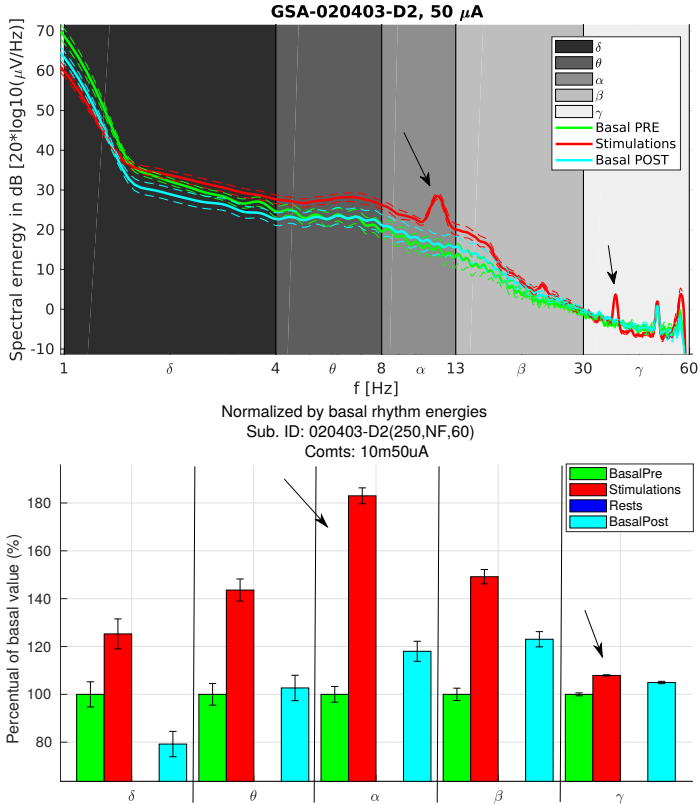 GSA-020403-D2, 50 μA
Spectral energy in dB [20*log10(μV/Hz)]
70
60
50
40
30
20
10
0
-10
δ
θ
α
β
γ
Basal PRE
Stimulations
Basal POST
1
δ
4
θ
8
α
13
β
30
γ
60
f [Hz]
Normalized by basal rhythm energies
Sub. ID: 020403-D2(250,NF,60)
Comts: 10m50uA
Percentual of basal value (%)
180
160
140
120
100
80
BasalPre
Stimulations
Rests
BasalPost
δ
θ
α
β
γ